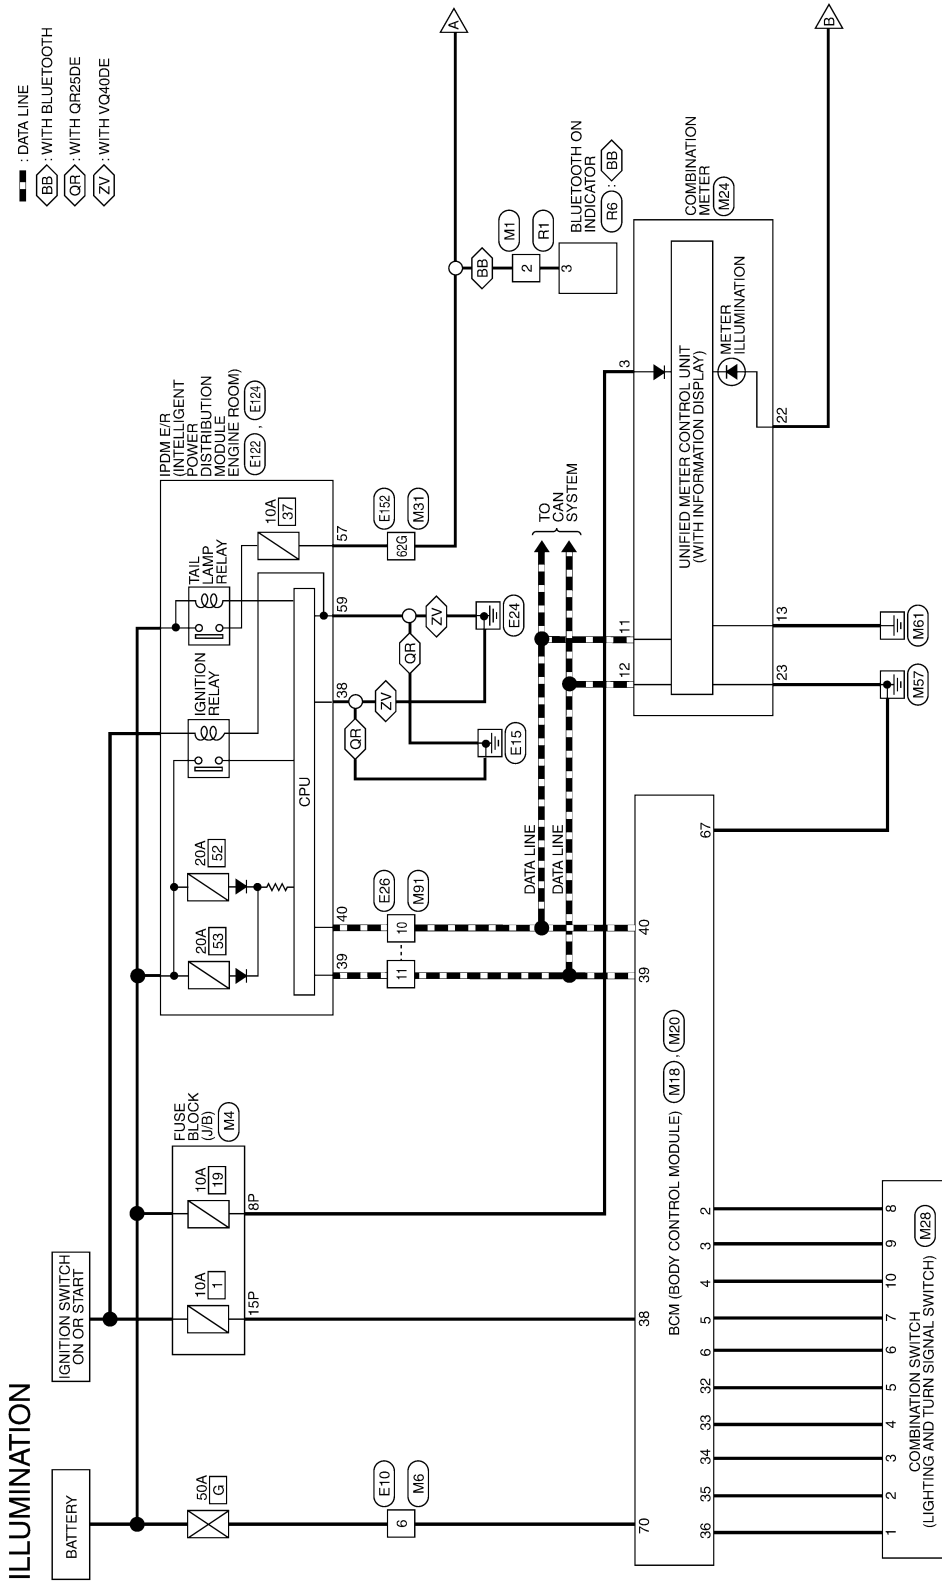 ILLUMINATION
BATTERY
IGNITION SWITCH
ON OR START
50A
G
10A
1
10A
19
FUSE
BLOCK
(J/B)
M4
15P
8P
20A
53
20A
52
IGNITION
RELAY
TAIL
LAMP
RELAY
10A
37
IPDM E/R
(INTELLIGENT
POWER
DISTRIBUTION
MODULE
ENGINE ROOM)
E122 , E124
CPU
39
40
38
59
57
: DATA LINE
BB : WITH BLUETOOTH
QR : WITH QR25DE
ZV : WITH VQ40DE
6
E10
M6
11
10
E26
M91
QR
ZV
QR
ZV
E15
E24
62G
E152
M31
A
BB
2
M1
R1
3
BLUETOOTH ON
INDICATOR
R6 : BB
DATA LINE
DATA LINE
TO
CAN
SYSTEM
70
38
39
40
BCM (BODY CONTROL MODULE) M18 , M20
36
35
34
33
32
6
5
4
3
2
67
12
11
3
COMBINATION
METER
M24
UNIFIED METER CONTROL UNIT
(WITH INFORMATION DISPLAY)
METER
ILLUMINATION
23
13
22
M57
M61
B
1
2
3
4
5
6
7
10
9
8
COMBINATION SWITCH
(LIGHTING AND TURN SIGNAL SWITCH)
M28